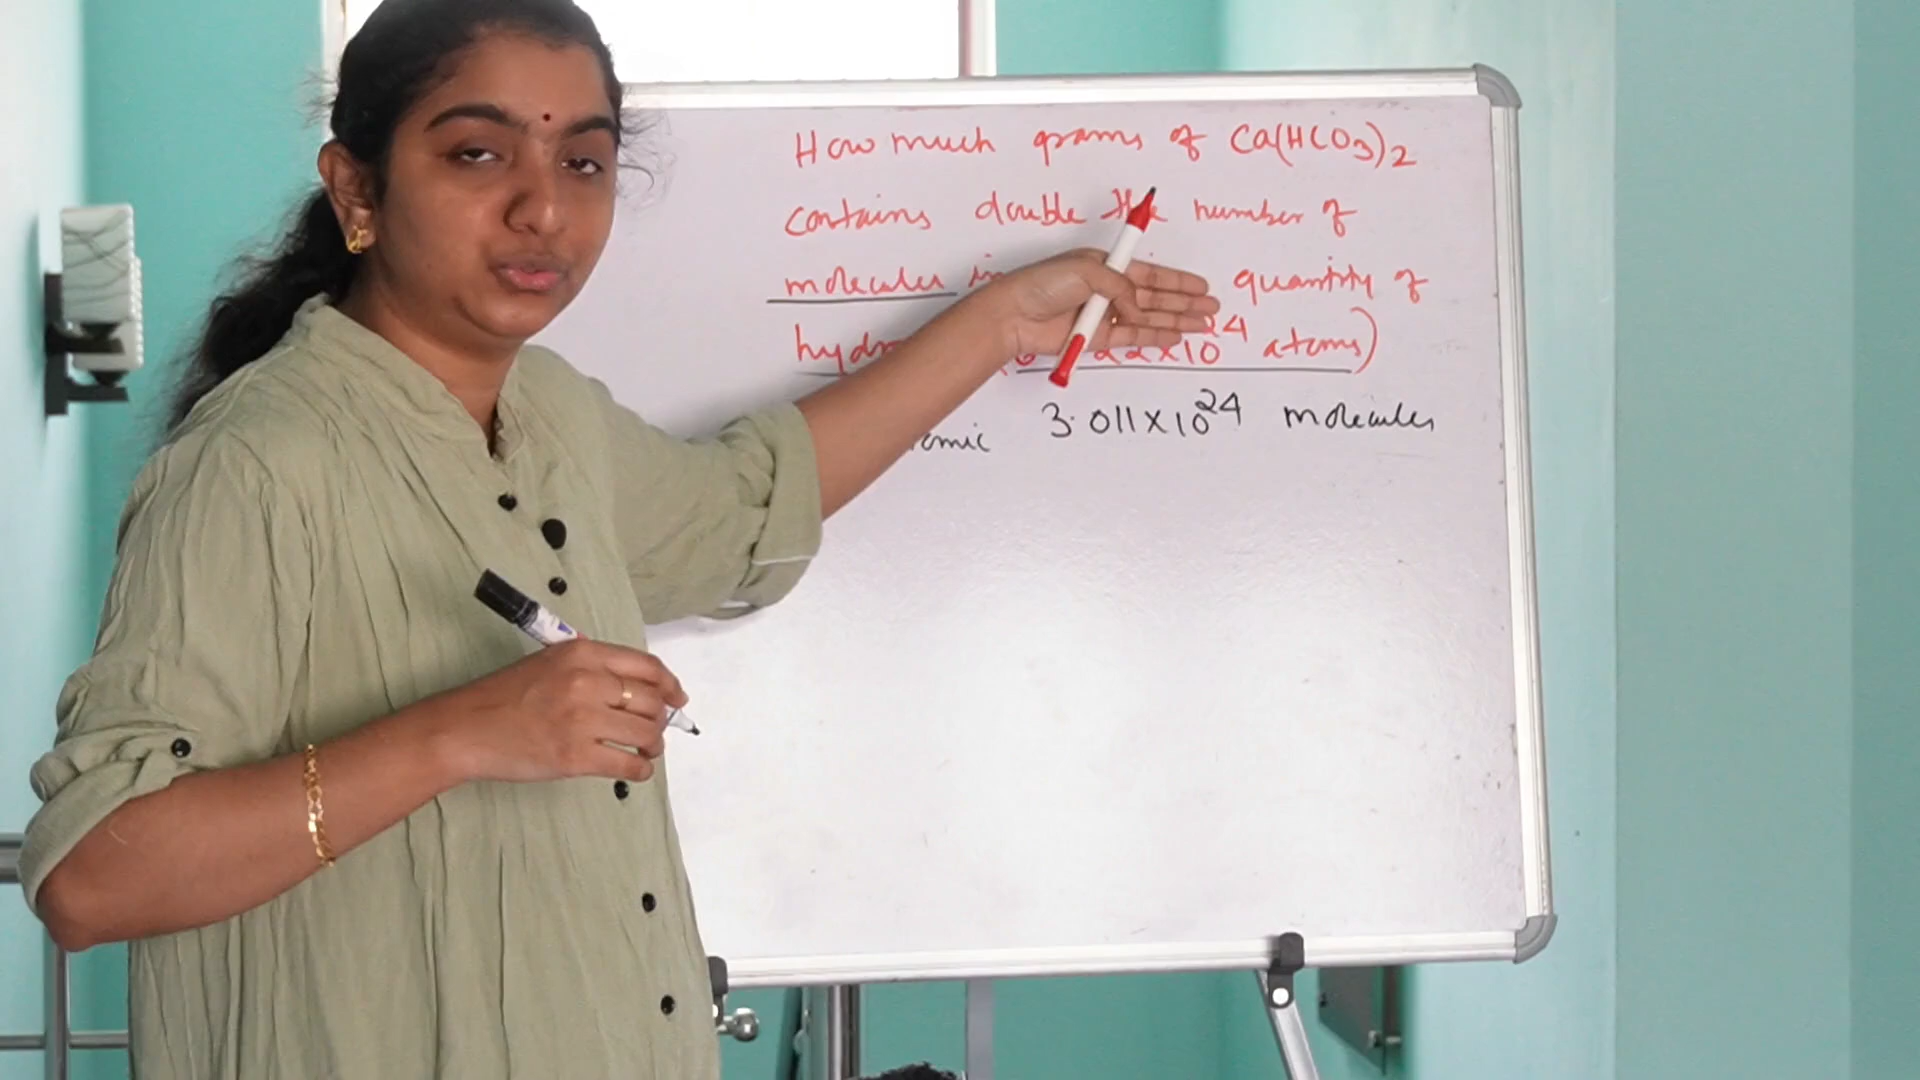 How much grams of Ca(HCO3)2
contains double the number of
molecules in quantity of
22x10^24 atoms)
3.011x10^24 molecules